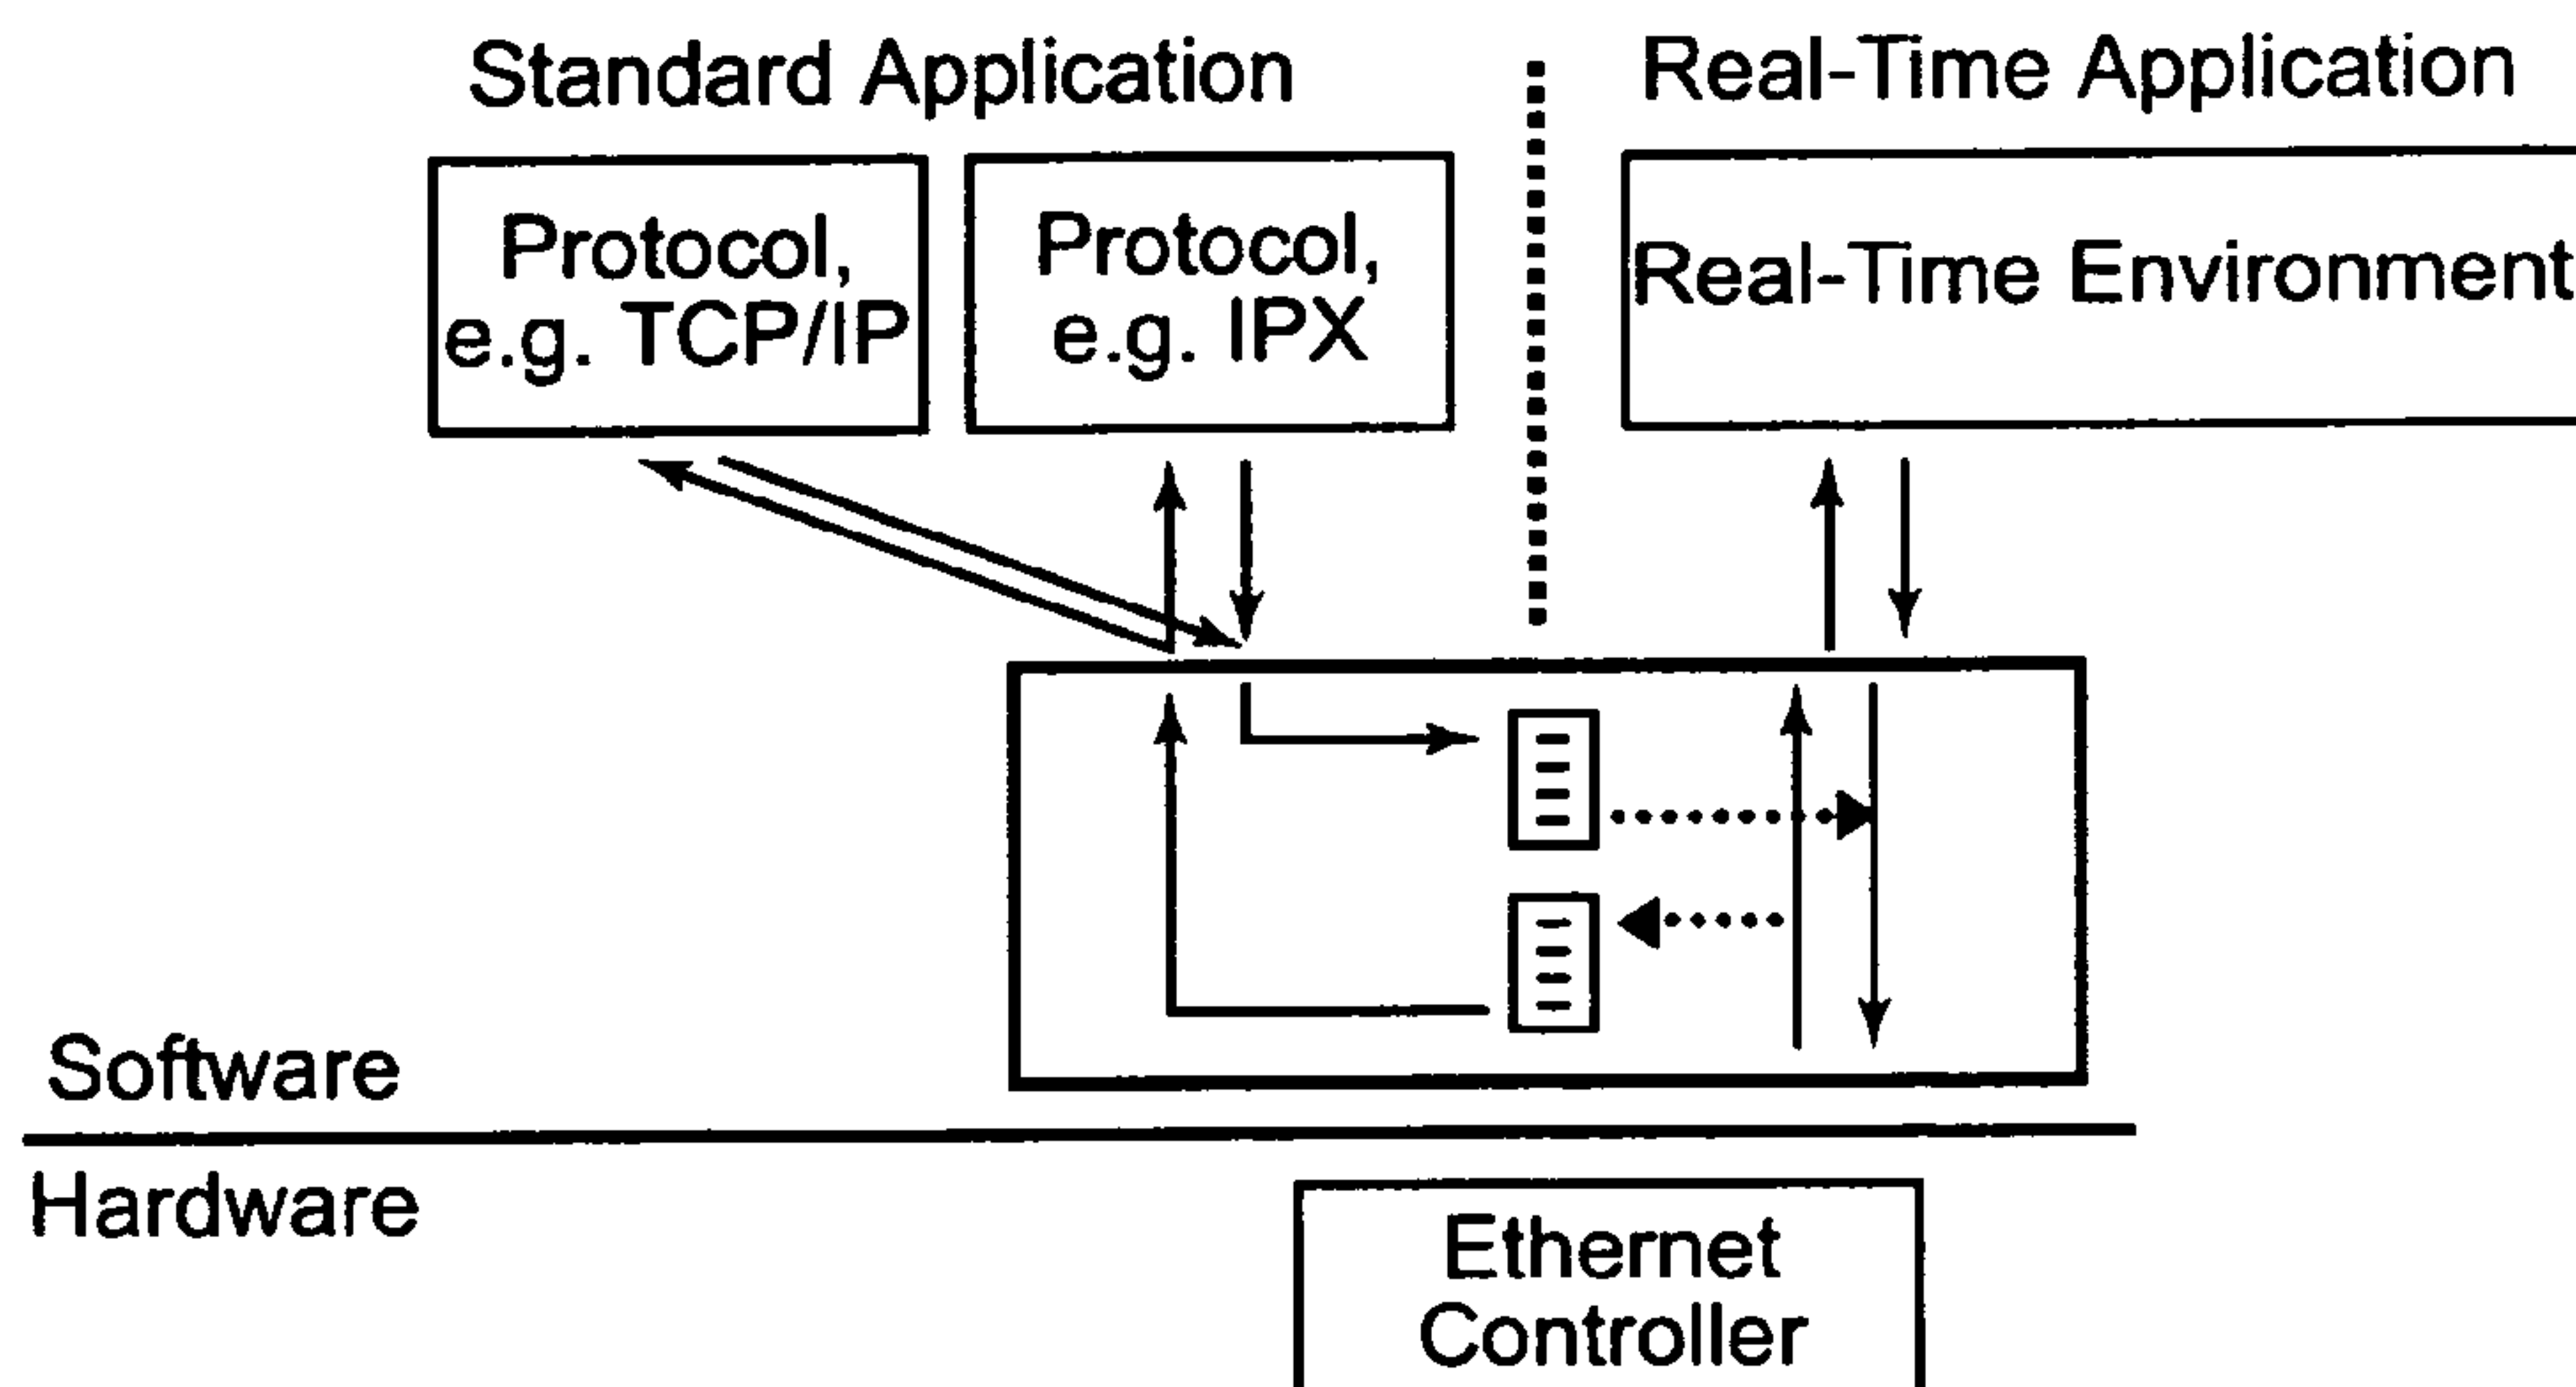 Standard Application
Real-Time Application
Protocol,
e.g. TCP/IP
Protocol,
e.g. IPX
Real-Time Environment
Software
Hardware
Ethernet
Controller